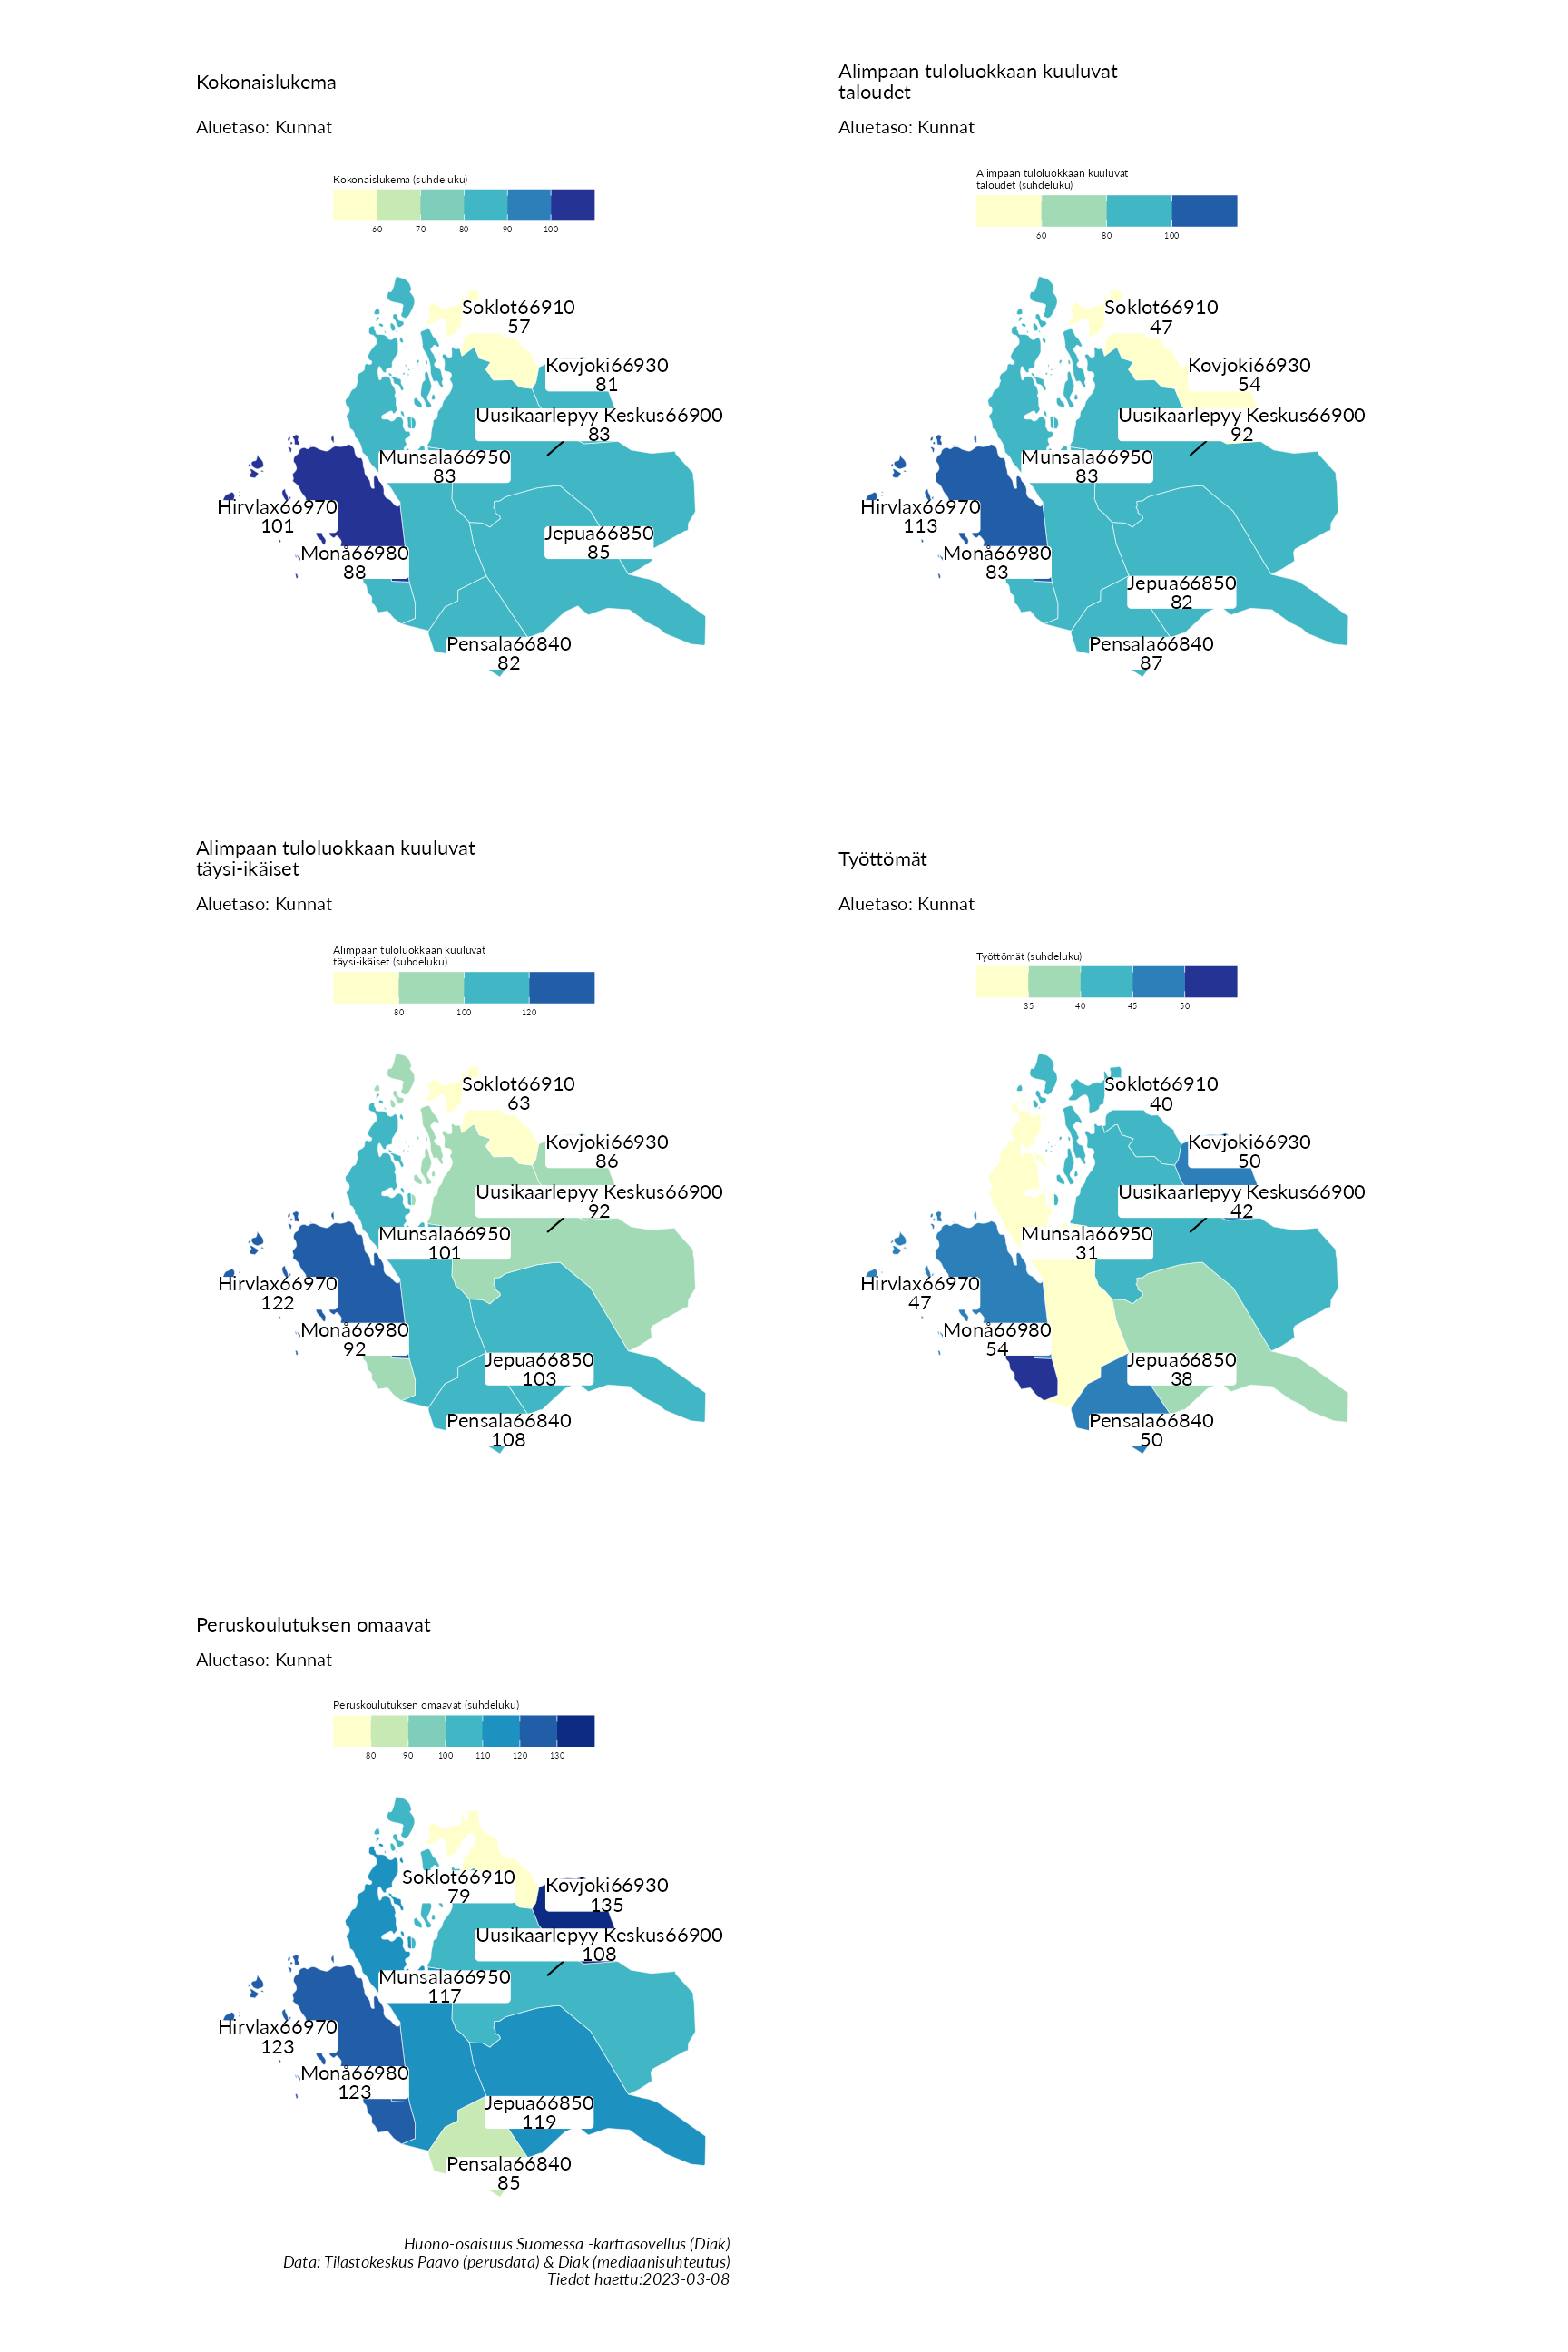 Kokonaislukema
Aluetaso: Kunnat
Kokonaislukema (suhdeluku)
60 70 80 90 100
Soklot66910
57
Kovjoki66930
81
Uusikaarlepyy Keskus66900
83
Munsala66950
83
Hirvlax66970
101
Jepua66850
85
Monå66980
88
Pensala66840
82
Alimpaan tuloluokkaan kuuluvat
taloudet
Aluetaso: Kunnat
Alimpaan tuloluokkaan kuuluvat
taloudet (suhdeluku)
60 80 100
Soklot66910
47
Kovjoki66930
54
Uusikaarlepyy Keskus66900
92
Munsala66950
83
Hirvlax66970
113
Monå66980
83
Jepua66850
82
Pensala66840
87
Alimpaan tuloluokkaan kuuluvat
täysi-ikäiset
Aluetaso: Kunnat
Alimpaan tuloluokkaan kuuluvat
täysi-ikäiset (suhdeluku)
80 100 120
Soklot66910
63
Kovjoki66930
86
Uusikaarlepyy Keskus66900
92
Munsala66950
101
Hirvlax66970
122
Monå66980
92
Jepua66850
103
Pensala66840
108
Työttömät
Aluetaso: Kunnat
Työttömät (suhdeluku)
35 40 45 50
Soklot66910
40
Kovjoki66930
50
Uusikaarlepyy Keskus66900
42
Munsala66950
31
Hirvlax66970
47
Monå66980
54
Jepua66850
38
Pensala66840
50
Peruskoulutuksen omaavat
Aluetaso: Kunnat
Peruskoulutuksen omaavat (suhdeluku)
80 90 100 110 120 130
Soklot66910
79
Kovjoki66930
135
Uusikaarlepyy Keskus66900
108
Munsala66950
117
Hirvlax66970
123
Monå66980
123
Jepua66850
119
Pensala66840
85
Huono-osaisuus Suomessa -karttasovellus (Diak)
Data: Tilastokeskus Paavo (perusdata) & Diak (mediaanisuhteutus)
Tiedot haettu:2023-03-08